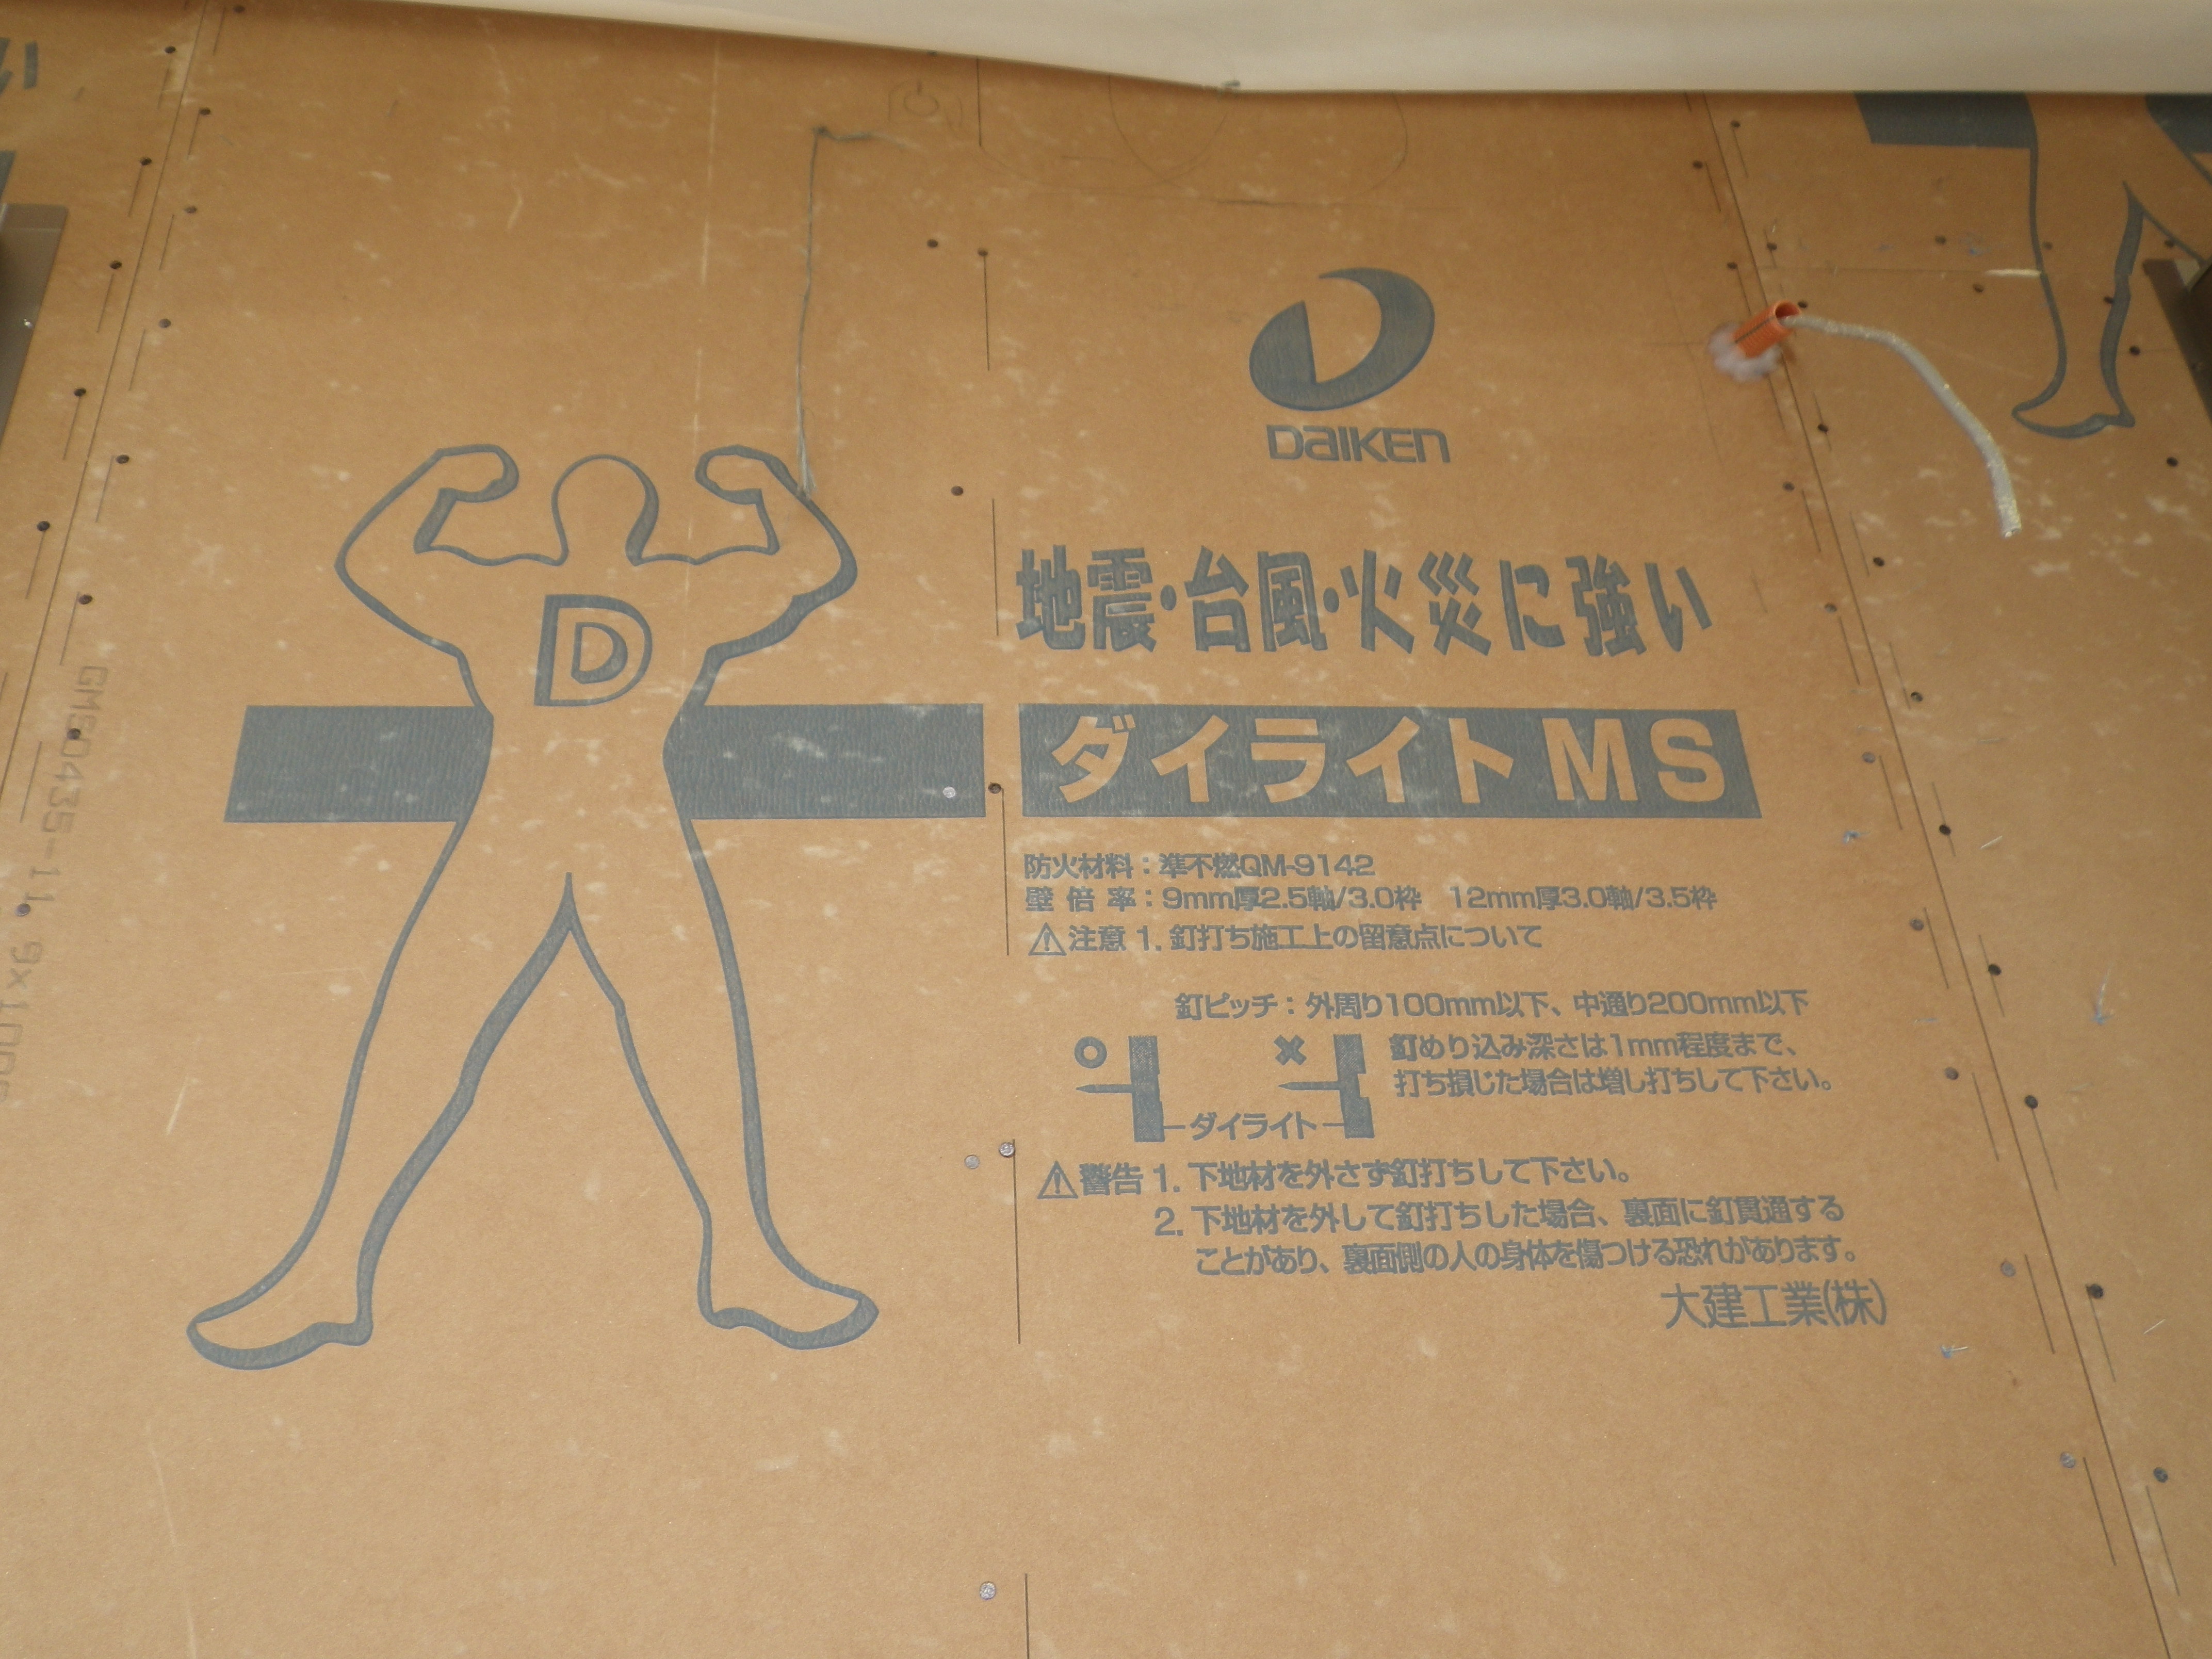 DAIKEN
D
地震・台風・火災に強い
ダイライトMS
防火材料：準不燃QM-9142
壁倍率：9mm厚2.5軸/3.0枠　12mm厚3.0軸/3.5枠
⚠注意 1. 釘打ち施工上の留意点について
釘ピッチ：外周り100mm以下、中通り200mm以下
釘めり込み深さは1mm程度まで、
打ち損じた場合は増し打ちして下さい。
ダイライト
⚠警告 1. 下地材を外さず釘打ちして下さい。
2. 下地材を外して釘打ちした場合、裏面に釘貫通する
ことがあり、裏面側の人の身体を傷つける恐れがあります。
大建工業(株)
GMS0435-11